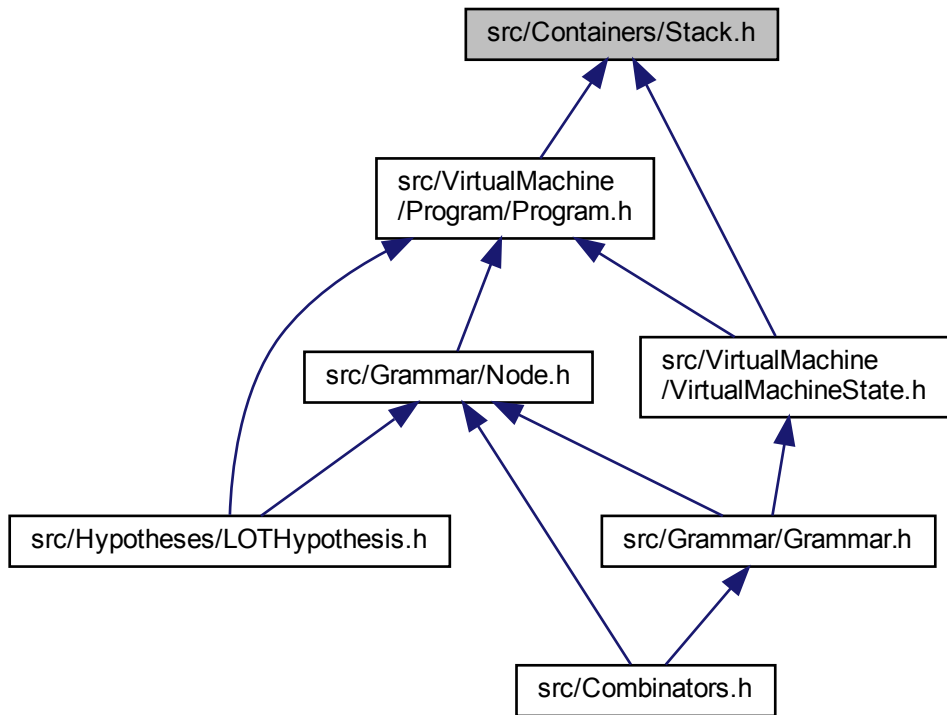 src/Containers/Stack.h
src/VirtualMachine
/Program/Program.h
src/Grammar/Node.h
src/VirtualMachine
/VirtualMachineState.h
src/Hypotheses/LOTHypothesis.h
src/Grammar/Grammar.h
src/Combinators.h